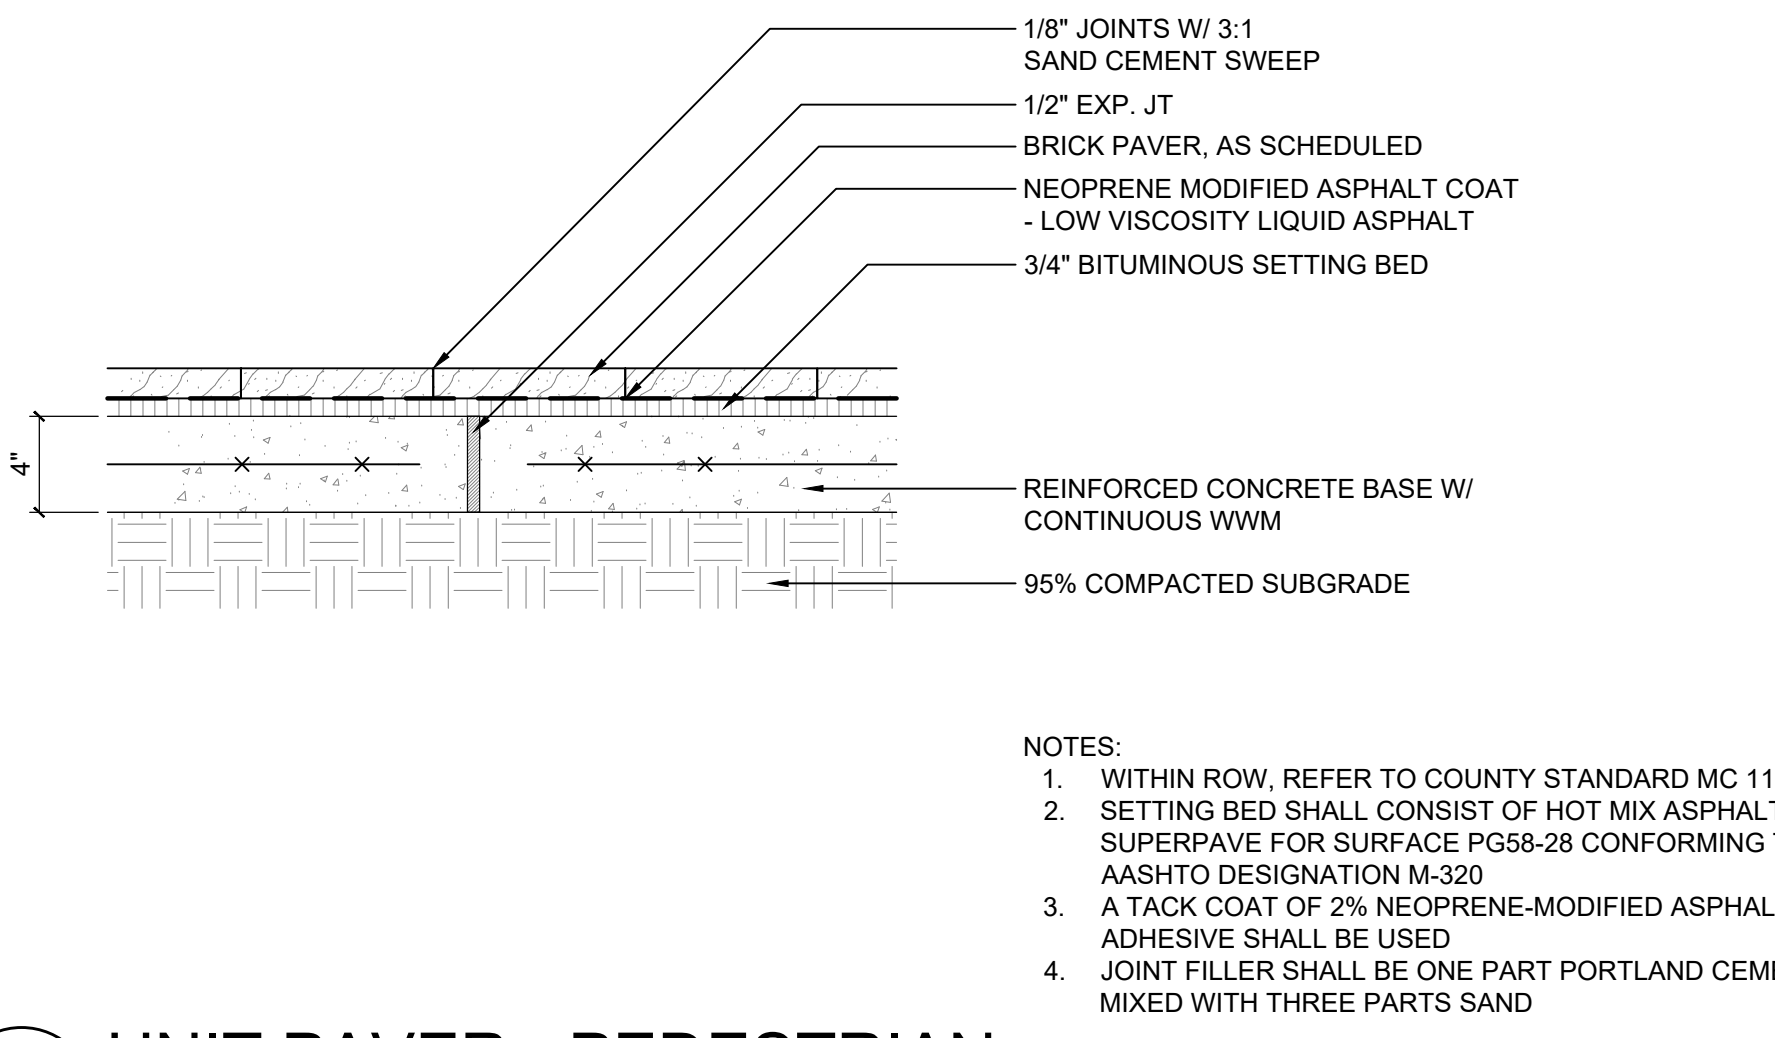 1/8" JOINTS W/ 3:1
SAND CEMENT SWEEP
1/2" EXP. JT
BRICK PAVER, AS SCHEDULED
NEOPRENE MODIFIED ASPHALT COAT
- LOW VISCOSITY LIQUID ASPHALT
3/4" BITUMINOUS SETTING BED
4"
REINFORCED CONCRETE BASE W/
CONTINUOUS WWM
95% COMPACTED SUBGRADE
NOTES:
1. WITHIN ROW, REFER TO COUNTY STANDARD MC 11
2. SETTING BED SHALL CONSIST OF HOT MIX ASPHALT
SUPERPAVE FOR SURFACE PG58-28 CONFORMING
AASHTO DESIGNATION M-320
3. A TACK COAT OF 2% NEOPRENE-MODIFIED ASPHAL
ADHESIVE SHALL BE USED
4. JOINT FILLER SHALL BE ONE PART PORTLAND CEM
MIXED WITH THREE PARTS SAND
UNIT PAVER - PEDESTRIAN